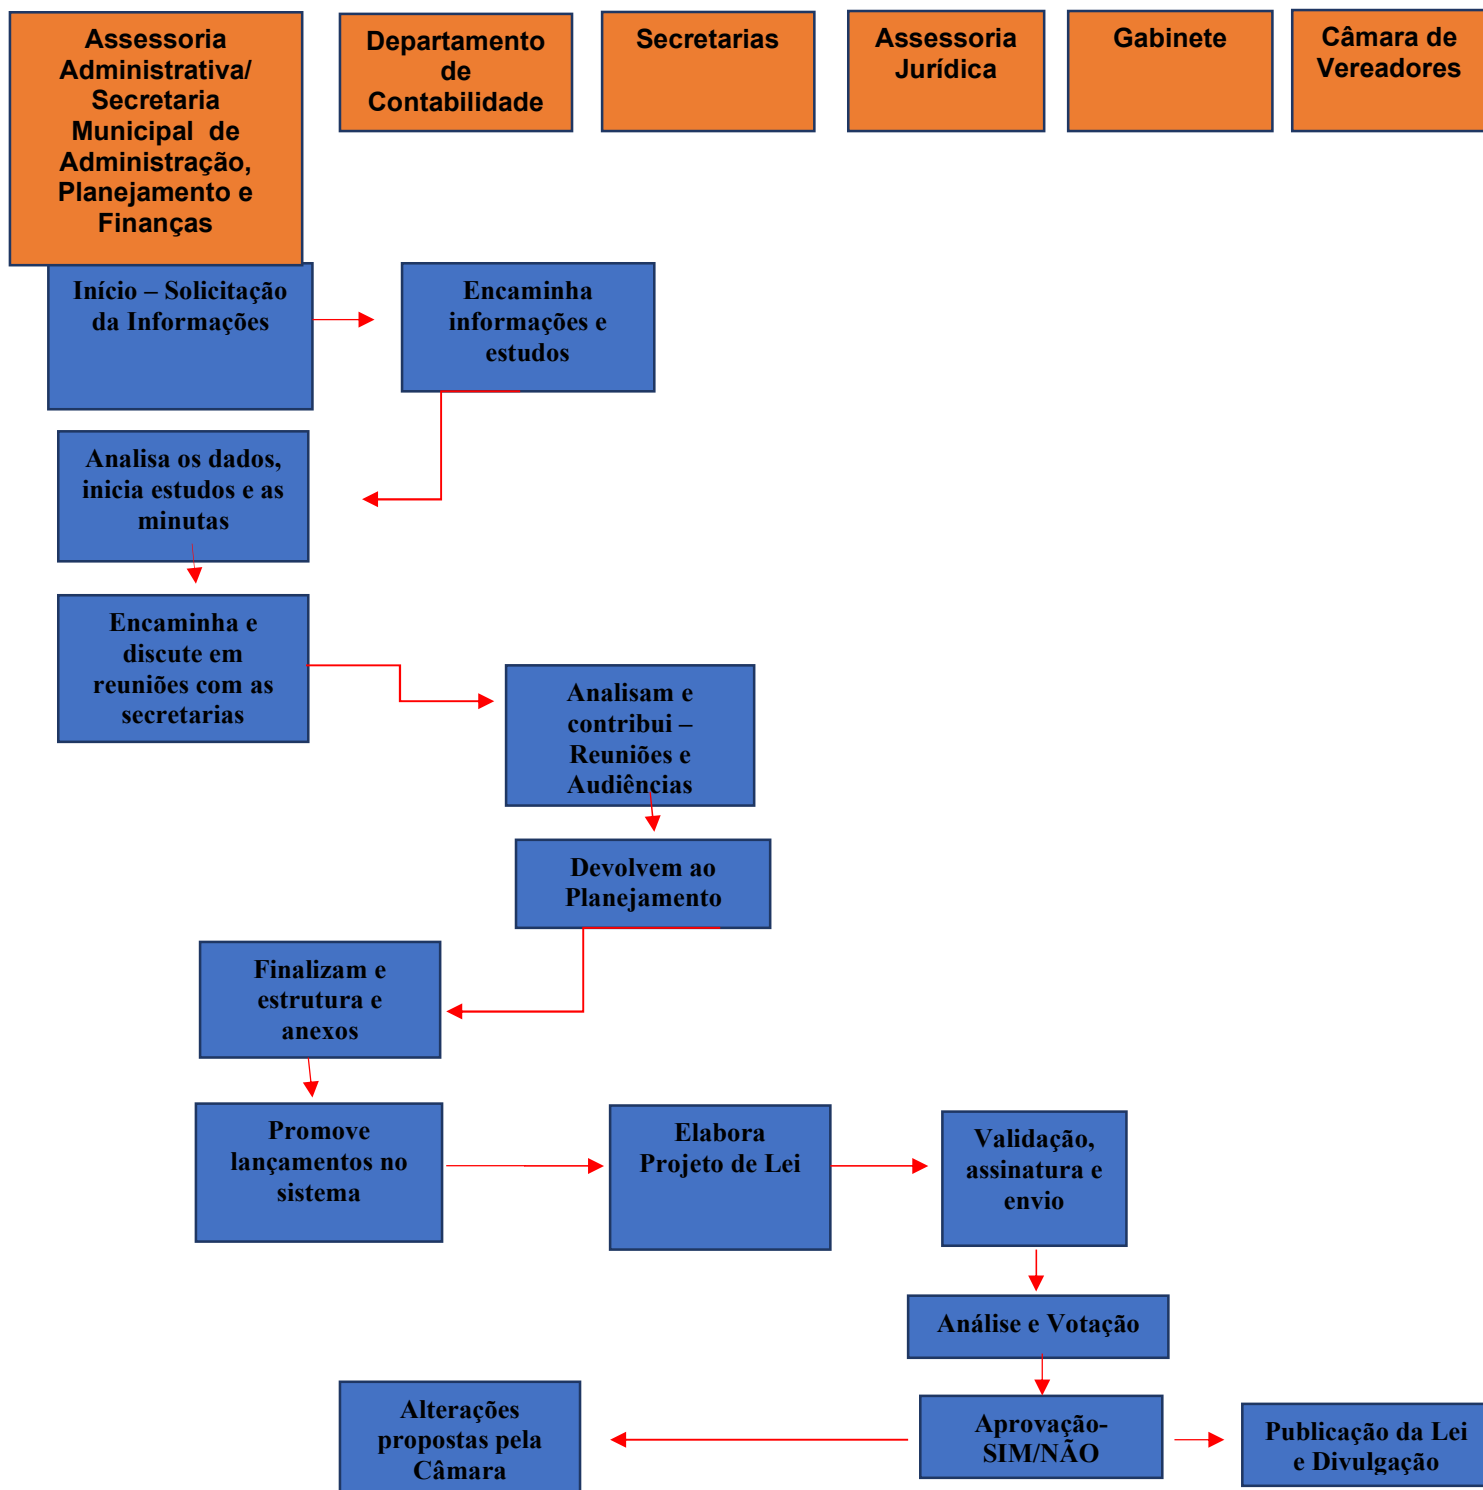 Assessoria
Administrativa/
Secretaria
Municipal de
Administração,
Planejamento e
Finanças
Departamento
de
Contabilidade
Secretarias
Assessoria
Jurídica
Gabinete
Câmara de
Vereadores
Início – Solicitação
da Informações
Encaminha
informações e
estudos
Analisa os dados,
inicia estudos e as
minutas
Encaminha e
discute em
reuniões com as
secretarias
Analisam e
contribui –
Reuniões e
Audiências
Devolvem ao
Planejamento
Finalizam e
estrutura e
anexos
Promove
lançamentos no
sistema
Elabora
Projeto de Lei
Validação,
assinatura e
envio
Análise e Votação
Aprovação-
SIM/NÃO
Alterações
propostas pela
Câmara
Publicação da Lei
e Divulgação